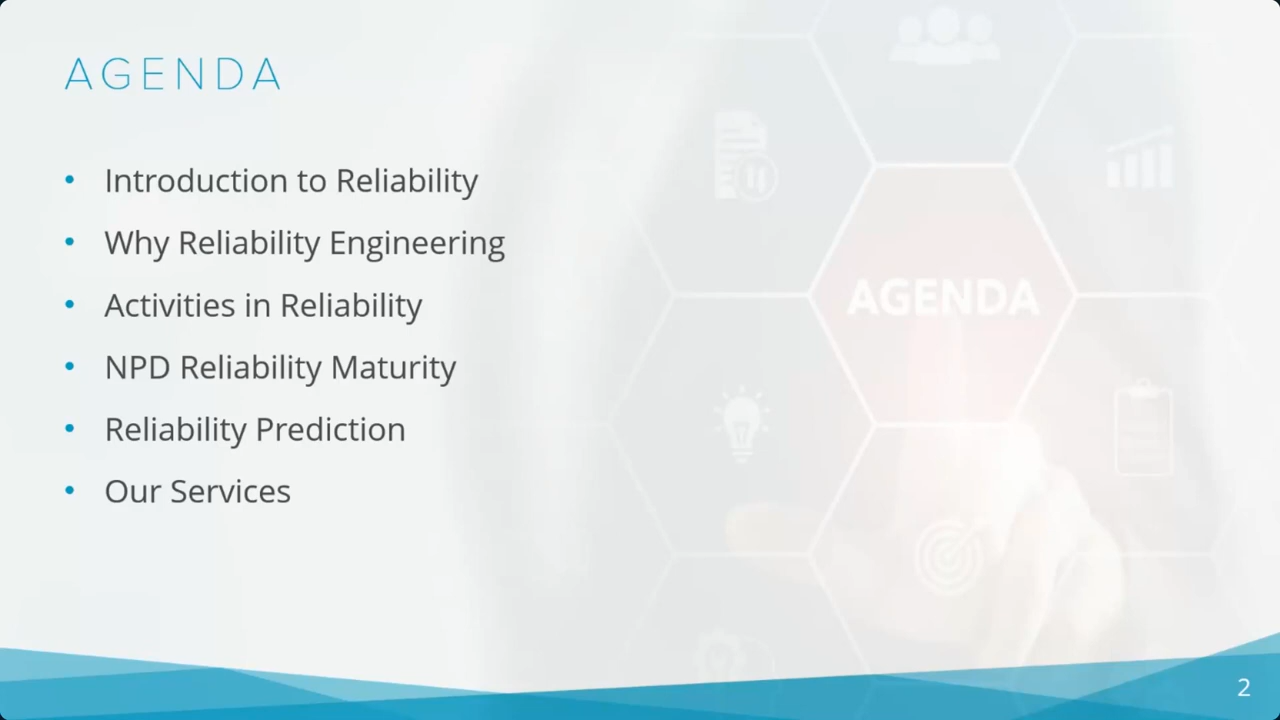 AGENDA
• Introduction to Reliability
• Why Reliability Engineering
• Activities in Reliability
• NPD Reliability Maturity
• Reliability Prediction
• Our Services
AGENDA
2